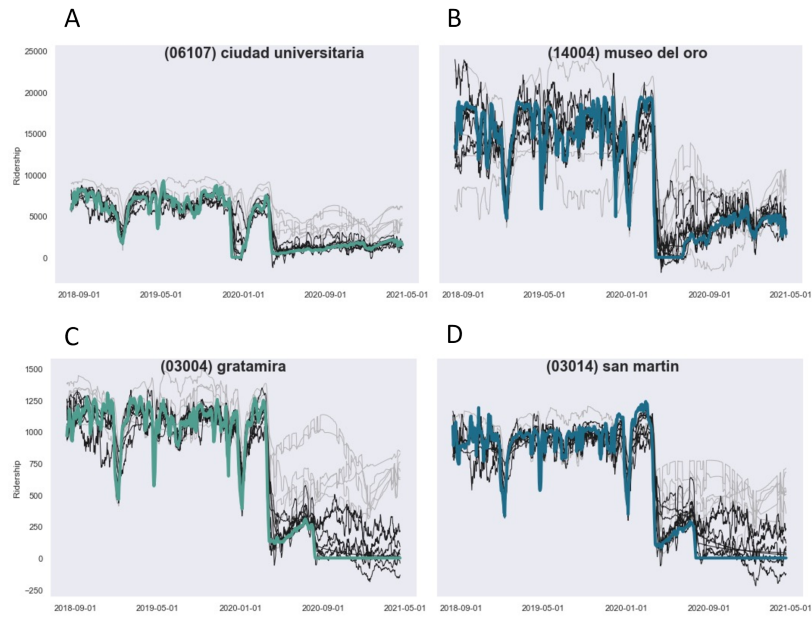 A
B
(06107) ciudad universitaria
(14004) museo del oro
25000
20000
15000
10000
5000
0
Ridership
2018-09-01 2019-05-01 2020-01-01 2020-09-01 2021-05-01
2018-09-01 2019-05-01 2020-01-01 2020-09-01 2021-05-01
C
D
(03004) gratamira
(03014) san martin
1500
1250
1000
750
500
250
0
−250
Ridership
2018-09-01 2019-05-01 2020-01-01 2020-09-01 2021-05-01
2018-09-01 2019-05-01 2020-01-01 2020-09-01 2021-05-01